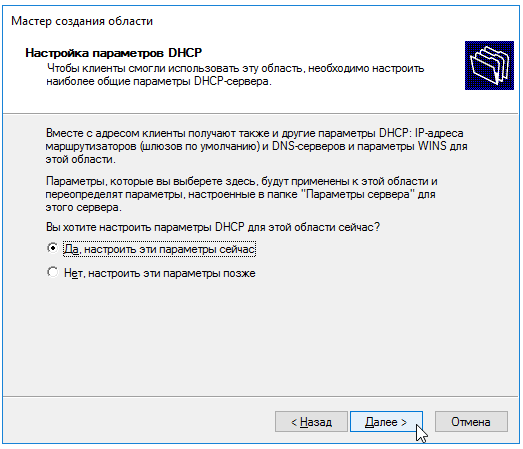 Мастер создания области
Настройка параметров DHCP
Чтобы клиенты смогли использовать эту область, необходимо настроить
наиболее общие параметры DHCP-сервера.
Вместе с адресом клиенты получают также и другие параметры DHCP: IP-адреса
маршрутизаторов (шлюзов по умолчанию) и DNS-серверов и параметры WINS для
этой области.
Параметры, которые вы выберете здесь, будут применены к этой области и
переопределят параметры, настроенные в папке "Параметры сервера" для
этого сервера.
Вы хотите настроить параметры DHCP для этой области сейчас?
Да, настроить эти параметры сейчас
Нет, настроить эти параметры позже
< Назад
Далее >
Отмена